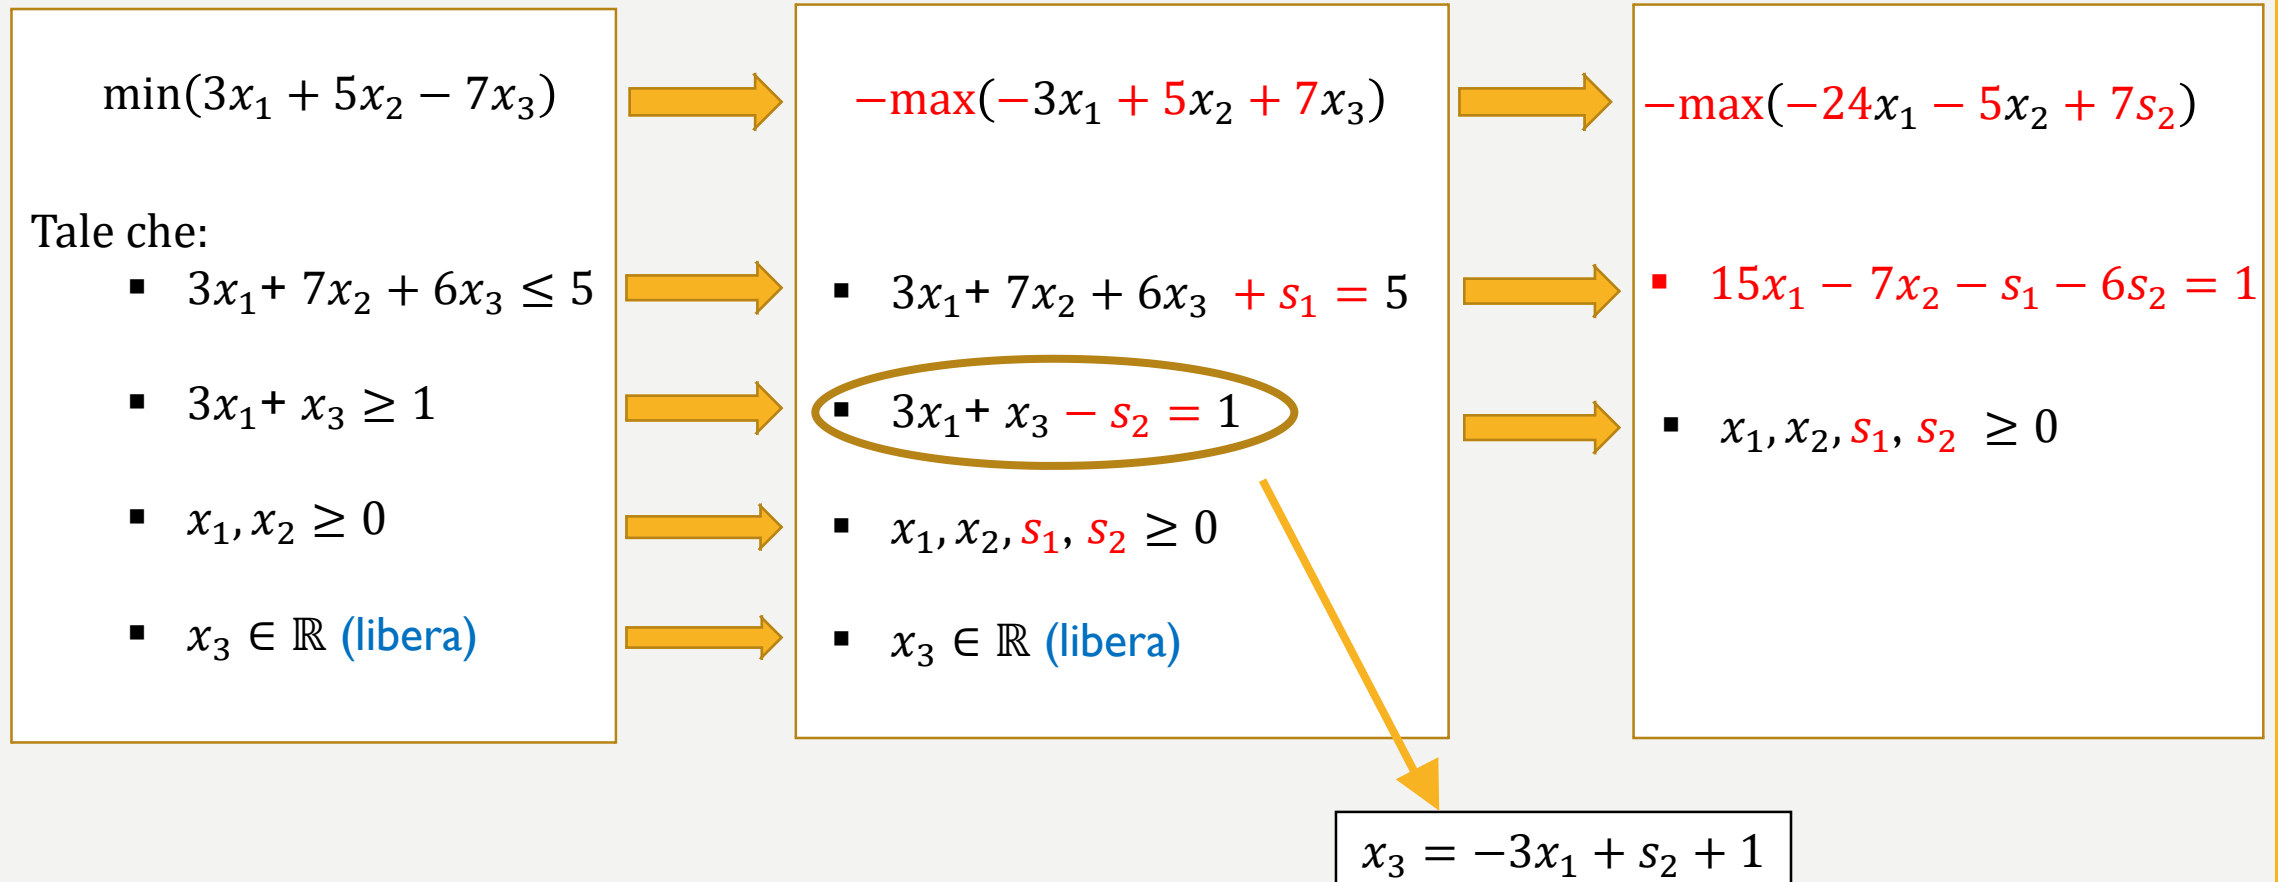 min(3x₁ + 5x₂ − 7x₃)
Tale che:
▪ 3x₁+ 7x₂ + 6x₃ ≤ 5
▪ 3x₁+ x₃ ≥ 1
▪ x₁, x₂ ≥ 0
▪ x₃ ∈ ℝ (libera)
−max(−3x₁ + 5x₂ + 7x₃)
▪ 3x₁+ 7x₂ + 6x₃ + s₁ = 5
▪ 3x₁+ x₃ − s₂ = 1
▪ x₁, x₂, s₁, s₂ ≥ 0
▪ x₃ ∈ ℝ (libera)
−max(−24x₁ − 5x₂ + 7s₂)
▪ 15x₁ − 7x₂ − s₁ − 6s₂ = 1
▪ x₁, x₂, s₁, s₂ ≥ 0
x₃ = −3x₁ + s₂ + 1